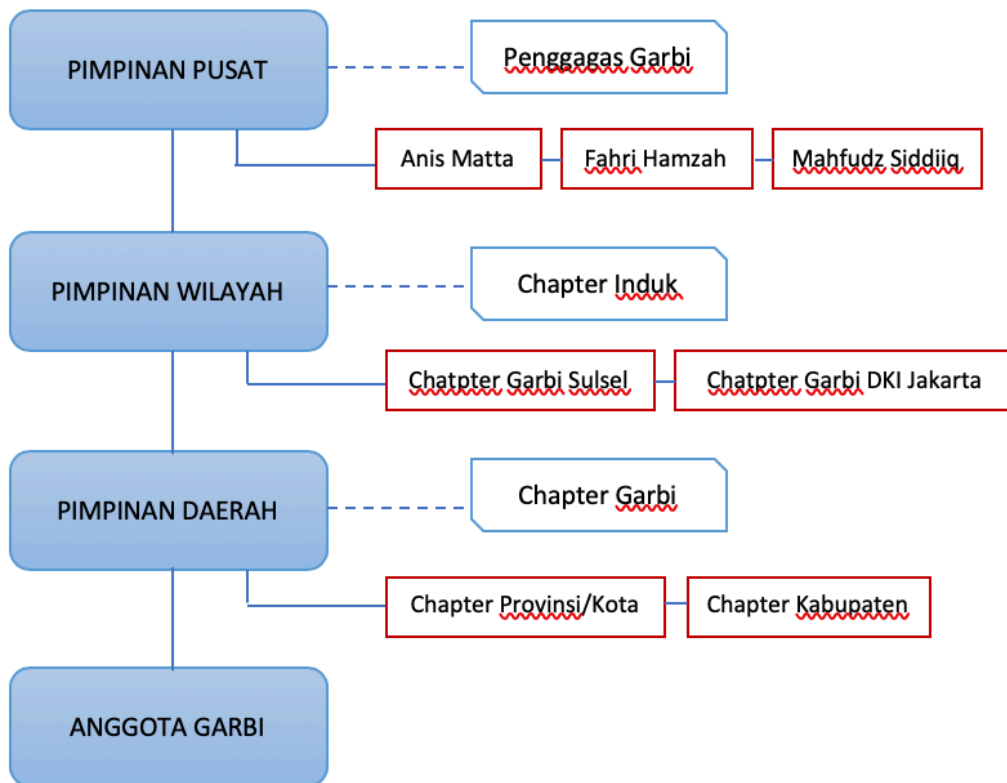 PIMPINAN PUSAT
Penggagas Garbi
Anis Matta
Fahri Hamzah
Mahfudz Siddiiq
PIMPINAN WILAYAH
Chapter Induk
Chatpter Garbi Sulsel
Chatpter Garbi DKI Jakarta
PIMPINAN DAERAH
Chapter Garbi
Chapter Provinsi/Kota
Chapter Kabupaten
ANGGOTA GARBI